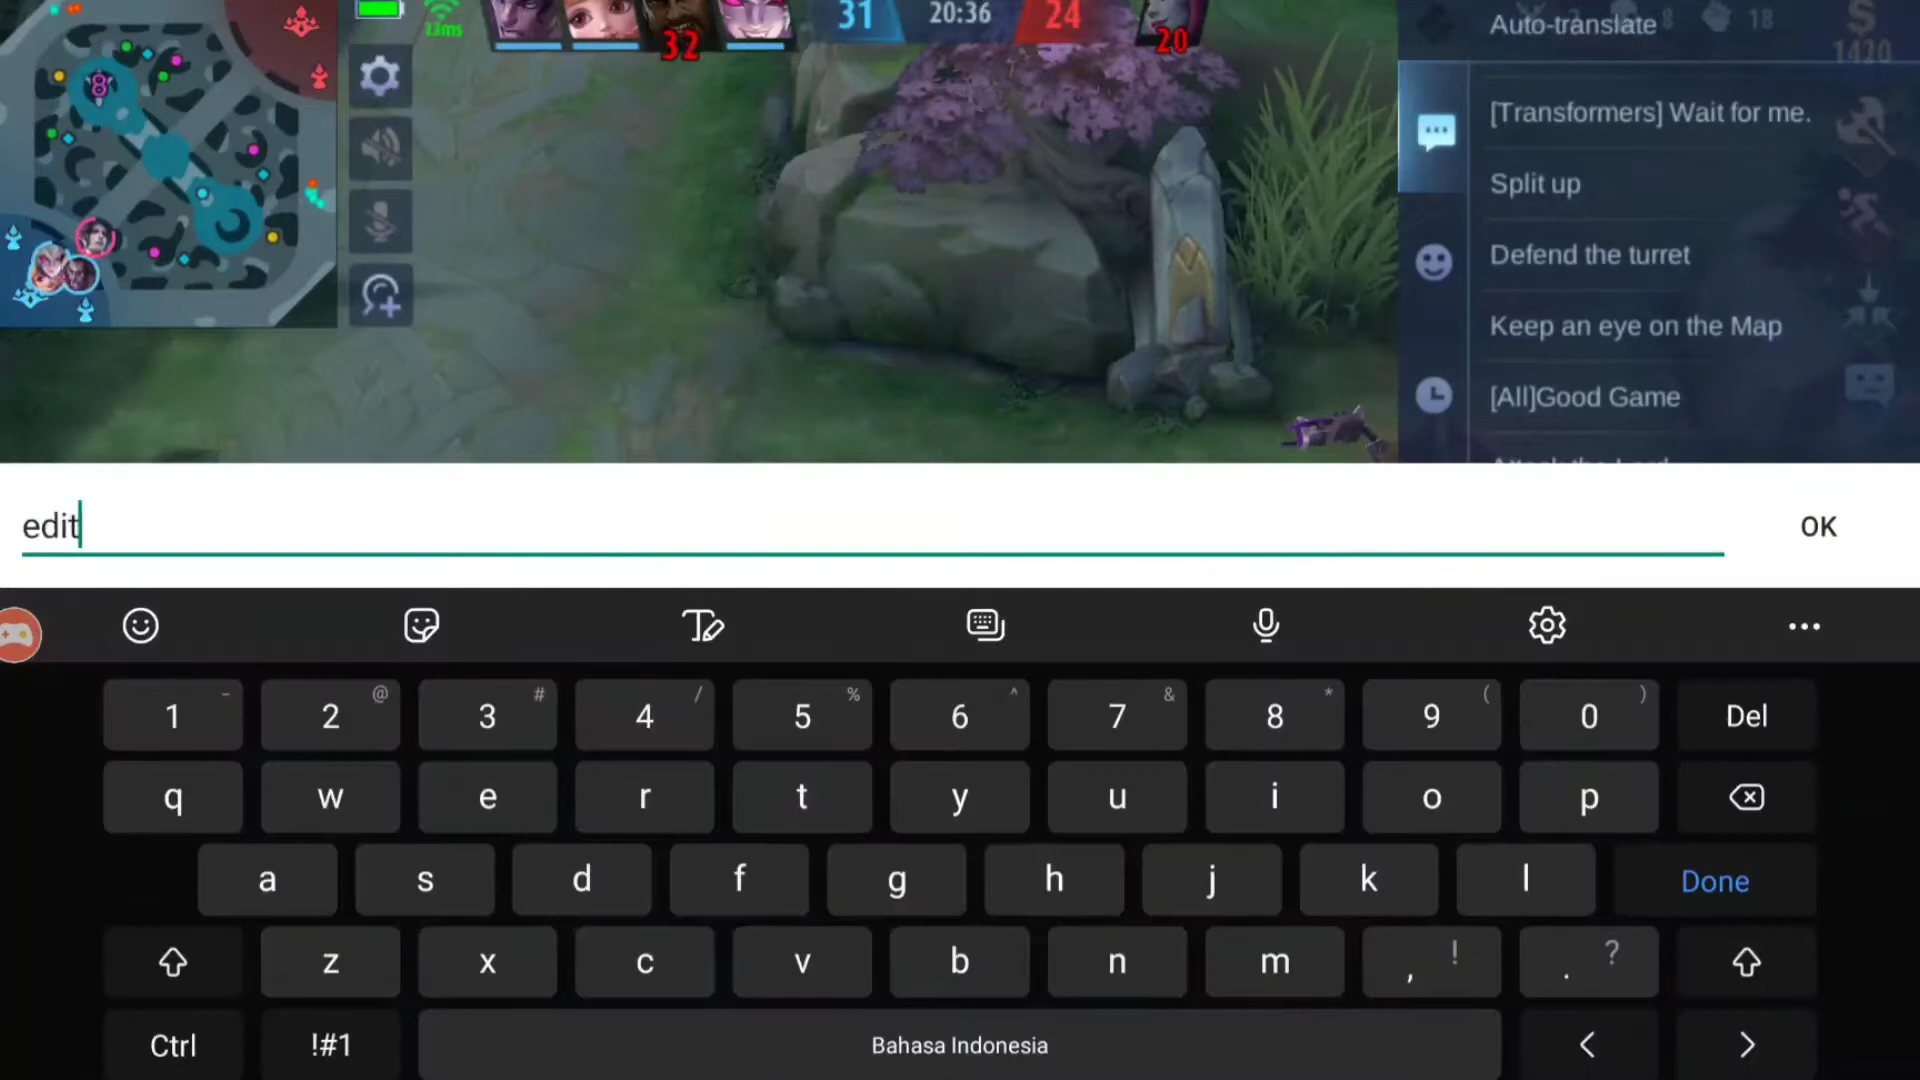 23ms
31 20:36 24
32
20
8 18
1420
Auto-translate
[Transformers] Wait for me.
Split up
Defend the turret
Keep an eye on the Map
[All]Good Game
edit
OK
1 - 2 @ 3 # 4 / 5 % 6 ^ 7 & 8 * 9 ( 0 ) Del
q w e r t y u i o p
a s d f g h j k l Done
z x c v b n m , ! . ?
Ctrl !#1 Bahasa Indonesia < >